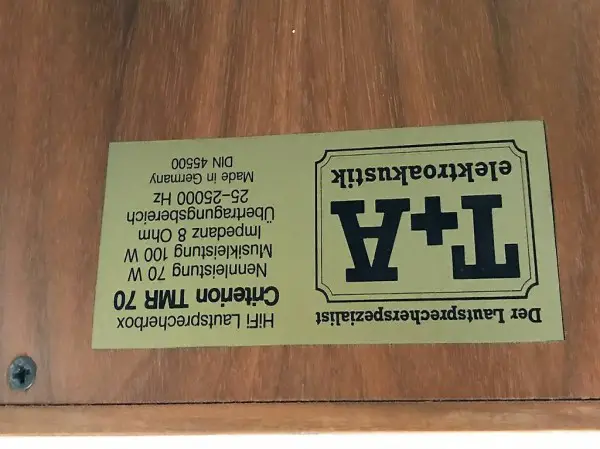 Der Lautsprecherspezialist
T+A
elektroakustik
HiFi Lautsprecherbox
Criterion TMR 70
Nennleistung 70 W
Musikleistung 100 W
Impedanz 8 Ohm
Übertragungsbereich
25–25000 Hz
Made in Germany
DIN 45500